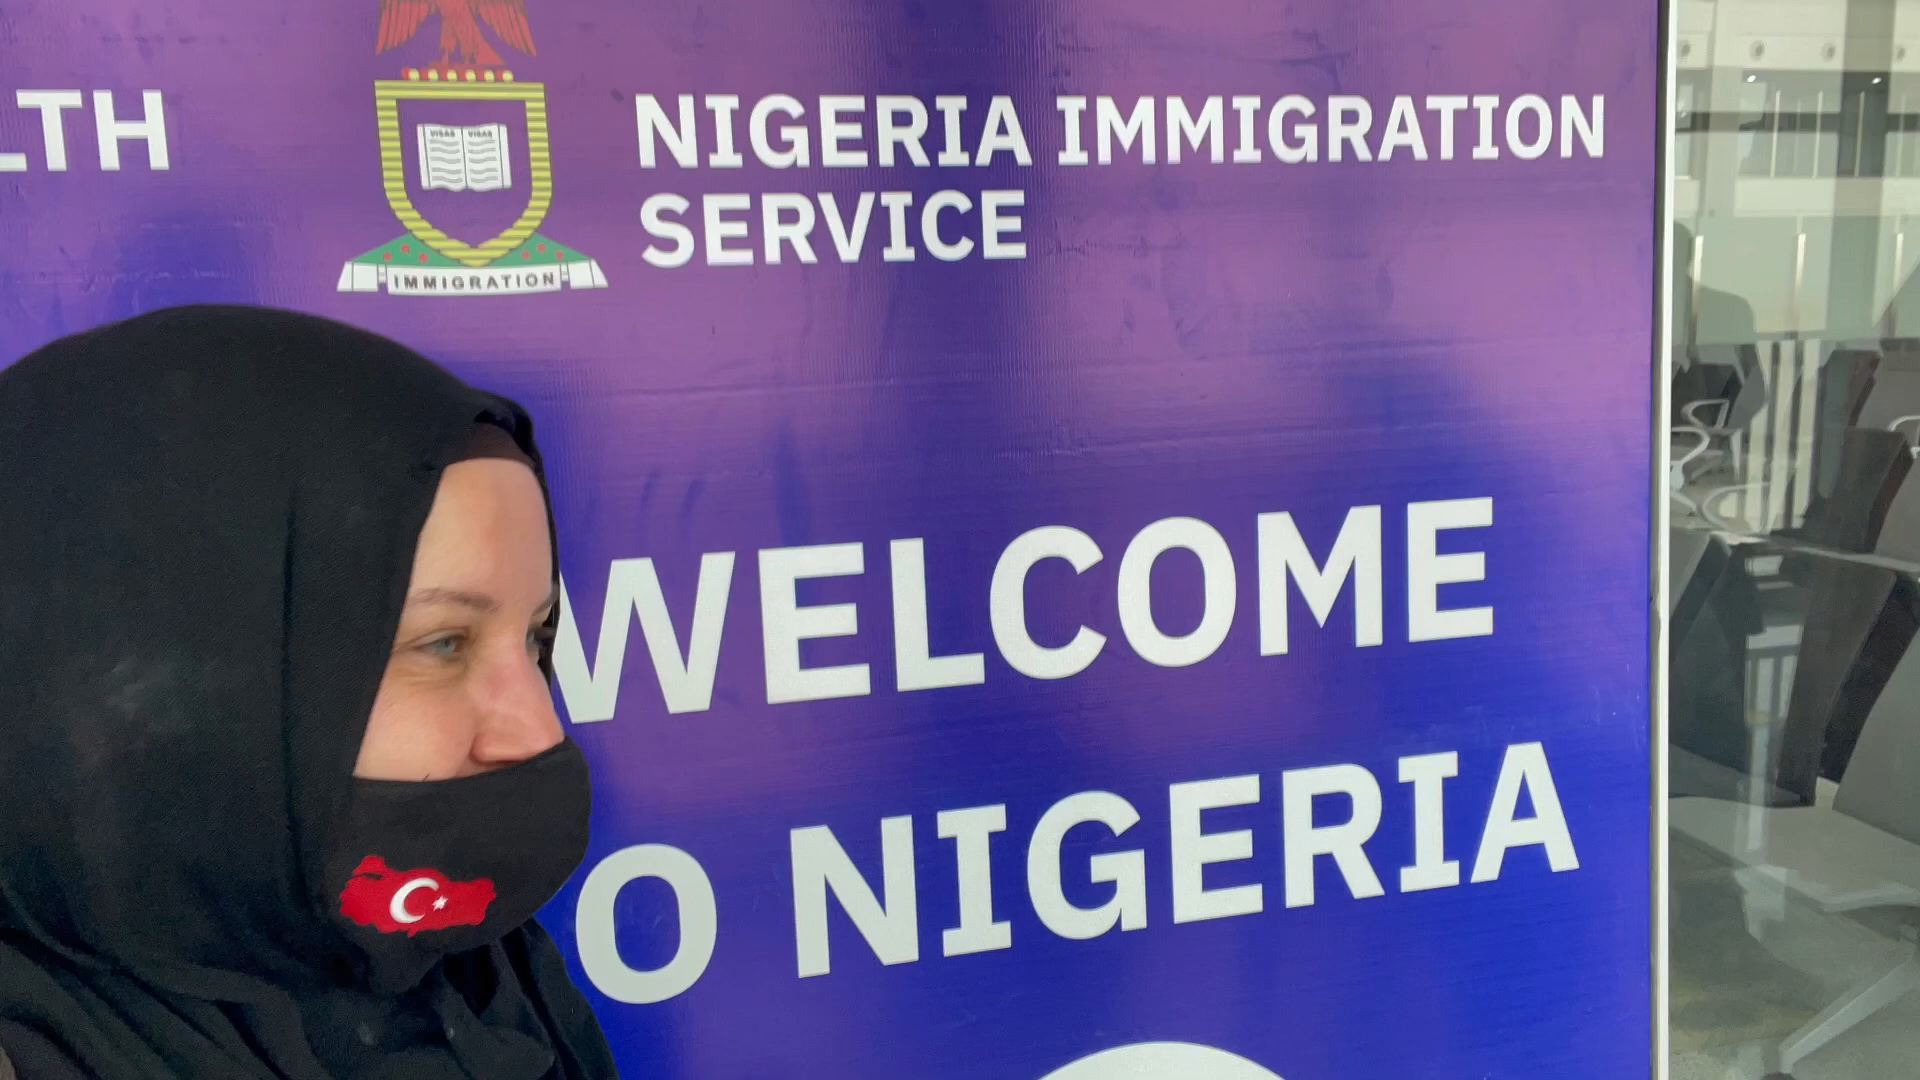 LTH
VISAS VISAS
IMMIGRATION
NIGERIA IMMIGRATION
SERVICE
WELCOME
O NIGERIA